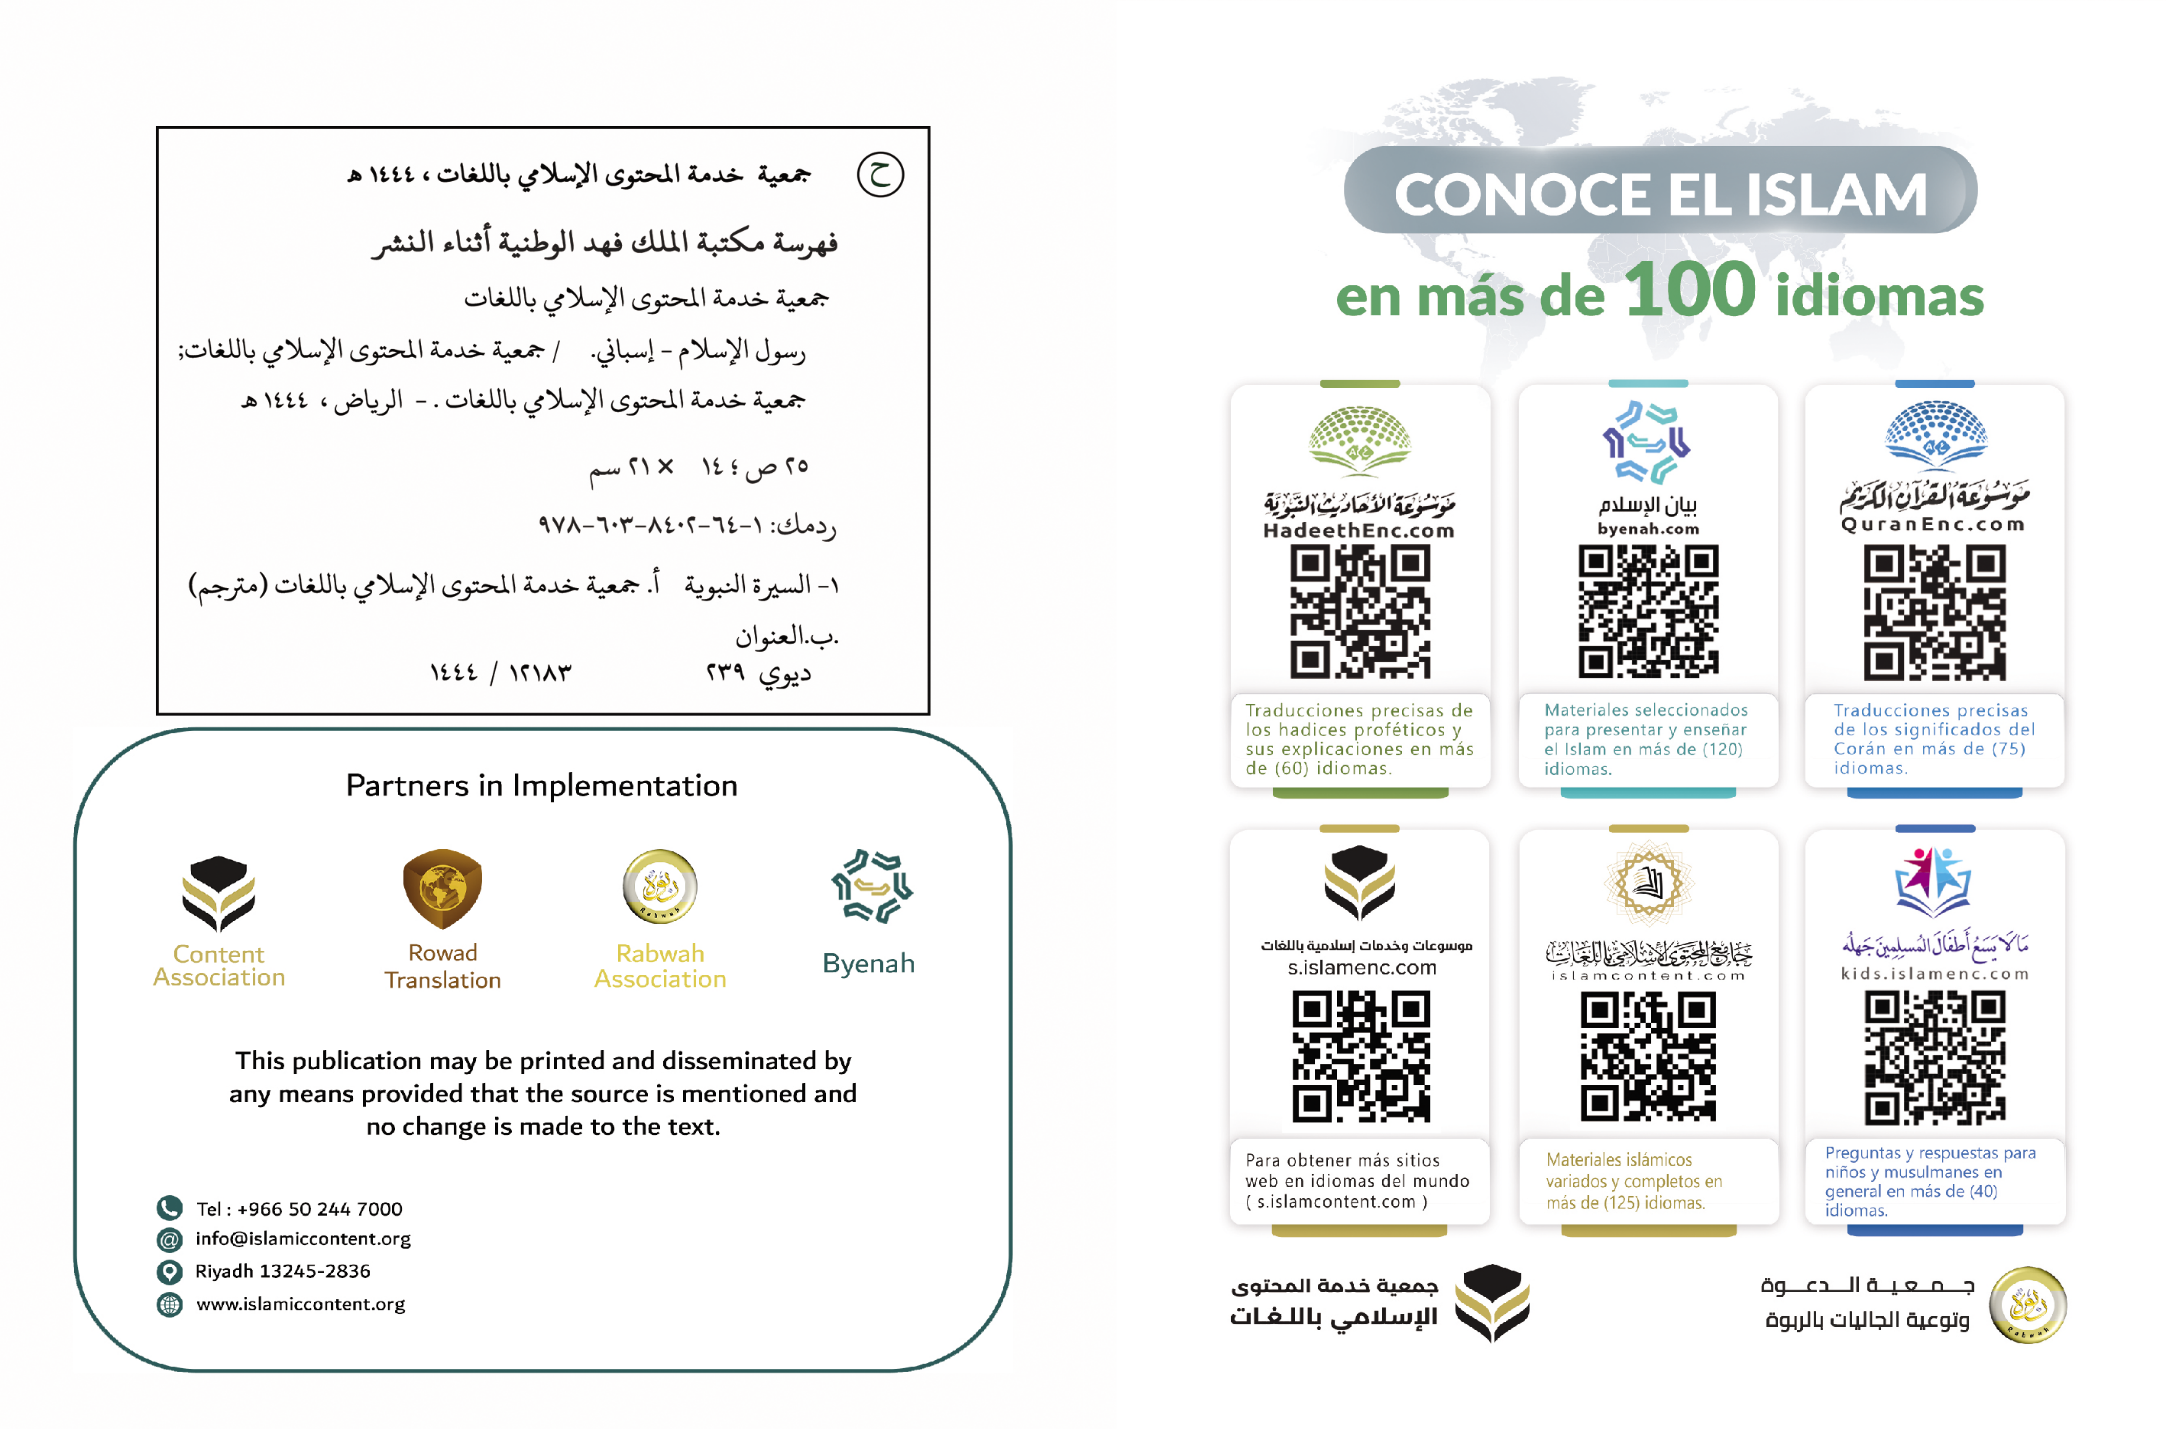 ح
جمعية خدمة المحتوى الإسلامي باللغات ، ١٤٤٤ هـ
فهرسة مكتبة الملك فهد الوطنية أثناء النشر
جمعية خدمة المحتوى الإسلامي باللغات
رسول الإسلام - إسباني. / جمعية خدمة المحتوى الإسلامي باللغات;
جمعية خدمة المحتوى الإسلامي باللغات . - الرياض ، ١٤٤٤ هـ
٢٥ ص ؛ ١٤ × ٢١ سم
ردمك: ١-٦٤-٨٤٠٢-٦٠٣-٩٧٨
١- السيرة النبوية أ. جمعية خدمة المحتوى الإسلامي باللغات (مترجم)
.ب.العنوان
ديوي ٢٣٩ ١٢١٨٣ / ١٤٤٤
Partners in Implementation
Content
Association
Rowad
Translation
Rabwah
Rabwah
Association
Byenah
This publication may be printed and disseminated by
any means provided that the source is mentioned and
no change is made to the text.
Tel : +966 50 244 7000
info@islamiccontent.org
Riyadh 13245-2836
www.islamiccontent.org
CONOCE EL ISLAM
en más de 100 idiomas
موسوعة الأحاديث النبوية
HadeethEnc.com
Traducciones precisas de
los hadices proféticos y
sus explicaciones en más
de (60) idiomas.
بيان الإسلام
byenah.com
Materiales seleccionados
para presentar y enseñar
el Islam en más de (120)
idiomas.
موسوعة القرآن الكريم
QuranEnc.com
Traducciones precisas
de los significados del
Corán en más de (75)
idiomas.
موسوعات وخدمات إسلامية باللغات
s.islamenc.com
Para obtener más sitios
web en idiomas del mundo
( s.islamcontent.com )
جامع المحتوى الإسلامي باللغات
islamcontent.com
Materiales islámicos
variados y completos en
más de (125) idiomas.
مَا لَا يَسَعُ أَطْفَالَ المُسلِمِينَ جَهلُه
kids.islamenc.com
Preguntas y respuestas para
niños y musulmanes en
general en más de (40)
idiomas.
جمعية خدمة المحتوى
الإسلامي باللغات
جـمـعـيـة الـدعـوة
وتوعية الجاليات بالربوة
Rabwah